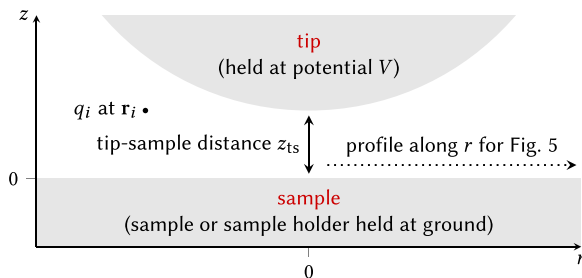 z
tip
(held at potential V)
q_i at r_i
tip-sample distance z_ts
profile along r for Fig. 5
0
sample
(sample or sample holder held at ground)
0
r